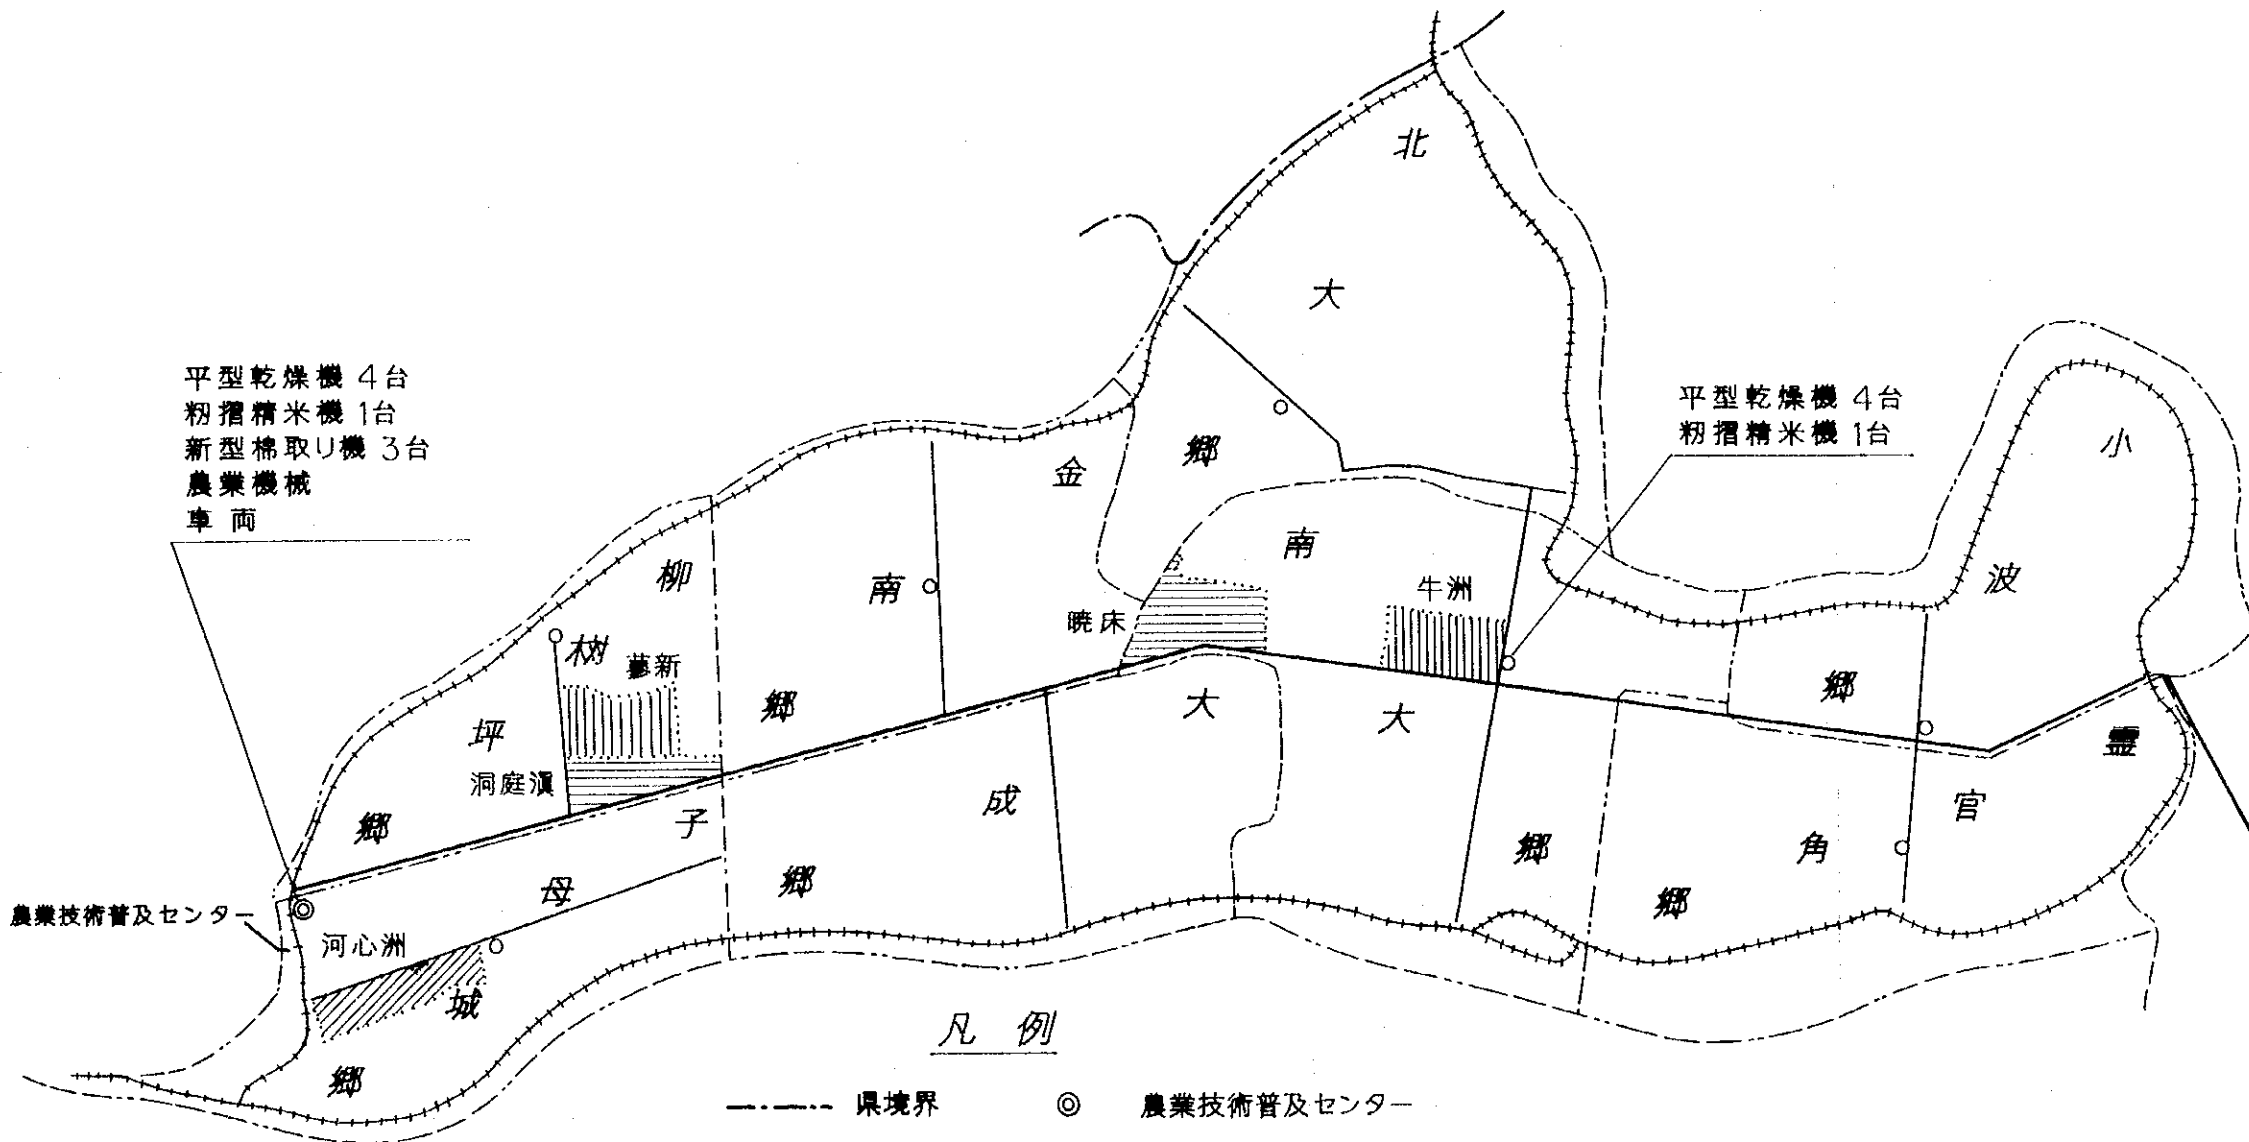 北
大
郷
平型乾燥機 4台
籾摺精米機 1台
新型棉取り機 3台
農業機械
車 両
平型乾燥機 4台
籾摺精米機 1台
小
波
郷
金
南
郷
柳
樹
坪
郷
南
大
郷
牛洲
暁床
洞庭滇
大
成
郷
子
母
城
郷
霊
官
角
郷
農業技術普及センター
河心洲
凡 例
県境界
農業技術普及センター